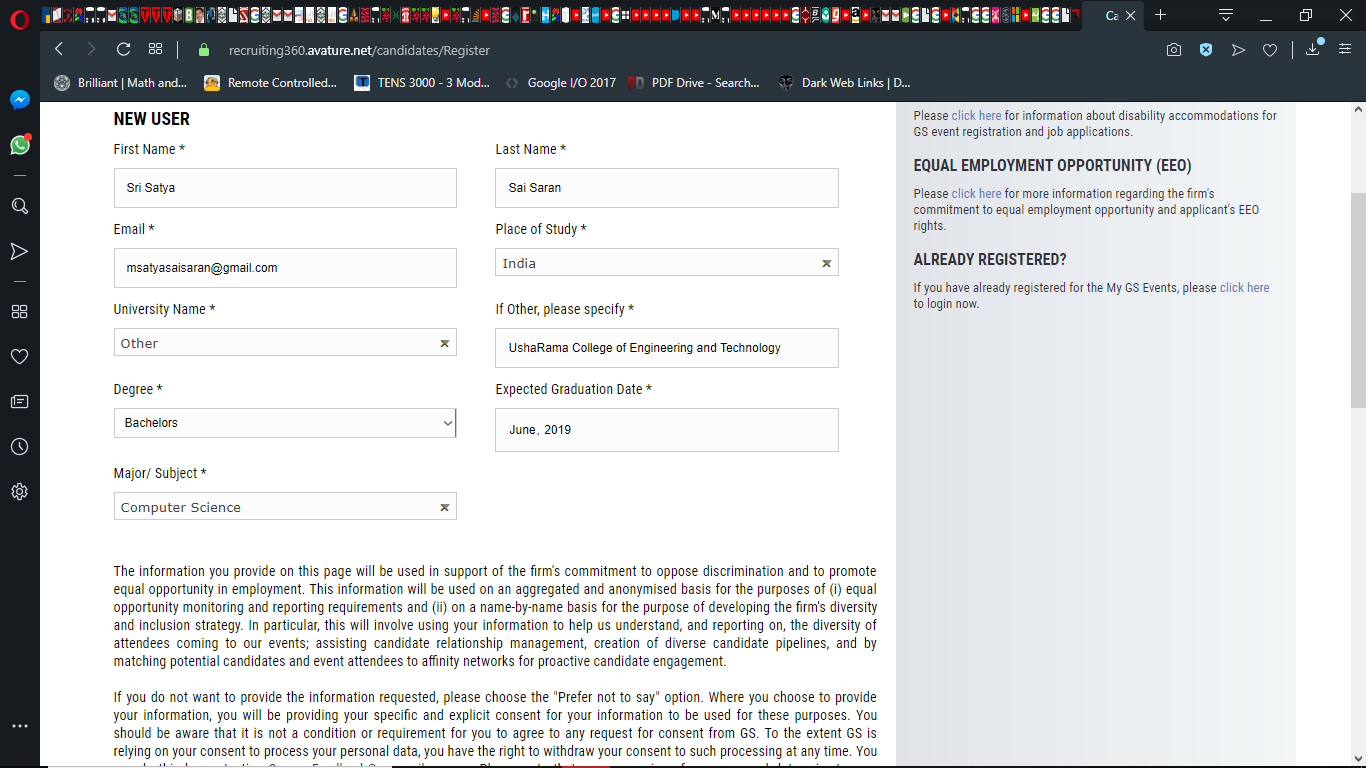 Ca
recruiting360.avature.net/candidates/Register
Brilliant | Math and...
Remote Controlled...
TENS 3000 - 3 Mod...
Google I/O 2017
PDF Drive - Search...
Dark Web Links | D...
NEW USER
First Name *
Last Name *
Sri Satya
Sai Saran
Email *
Place of Study *
msatyasaisaran@gmail.com
India
University Name *
If Other, please specify *
Other
UshaRama College of Engineering and Technology
Degree *
Expected Graduation Date *
Bachelors
June, 2019
Major/ Subject *
Computer Science
The information you provide on this page will be used in support of the firm's commitment to oppose discrimination and to promote
equal opportunity in employment. This information will be used on an aggregated and anonymised basis for the purposes of (i) equal
opportunity monitoring and reporting requirements and (ii) on a name-by-name basis for the purpose of developing the firm's diversity
and inclusion strategy. In particular, this will involve using your information to help us understand, and reporting on, the diversity of
attendees coming to our events; assisting candidate relationship management, creation of diverse candidate pipelines, and by
matching potential candidates and event attendees to affinity networks for proactive candidate engagement.
If you do not want to provide the information requested, please choose the "Prefer not to say" option. Where you choose to provide
your information, you will be providing your specific and explicit consent for your information to be used for these purposes. You
should be aware that it is not a condition or requirement for you to agree to any request for consent from GS. To the extent GS is
relying on your consent to process your personal data, you have the right to withdraw your consent to such processing at any time. You
Please click here for information about disability accommodations for
GS event registration and job applications.
EQUAL EMPLOYMENT OPPORTUNITY (EEO)
Please click here for more information regarding the firm's
commitment to equal employment opportunity and applicant's EEO
rights.
ALREADY REGISTERED?
If you have already registered for the My GS Events, please click here
to login now.